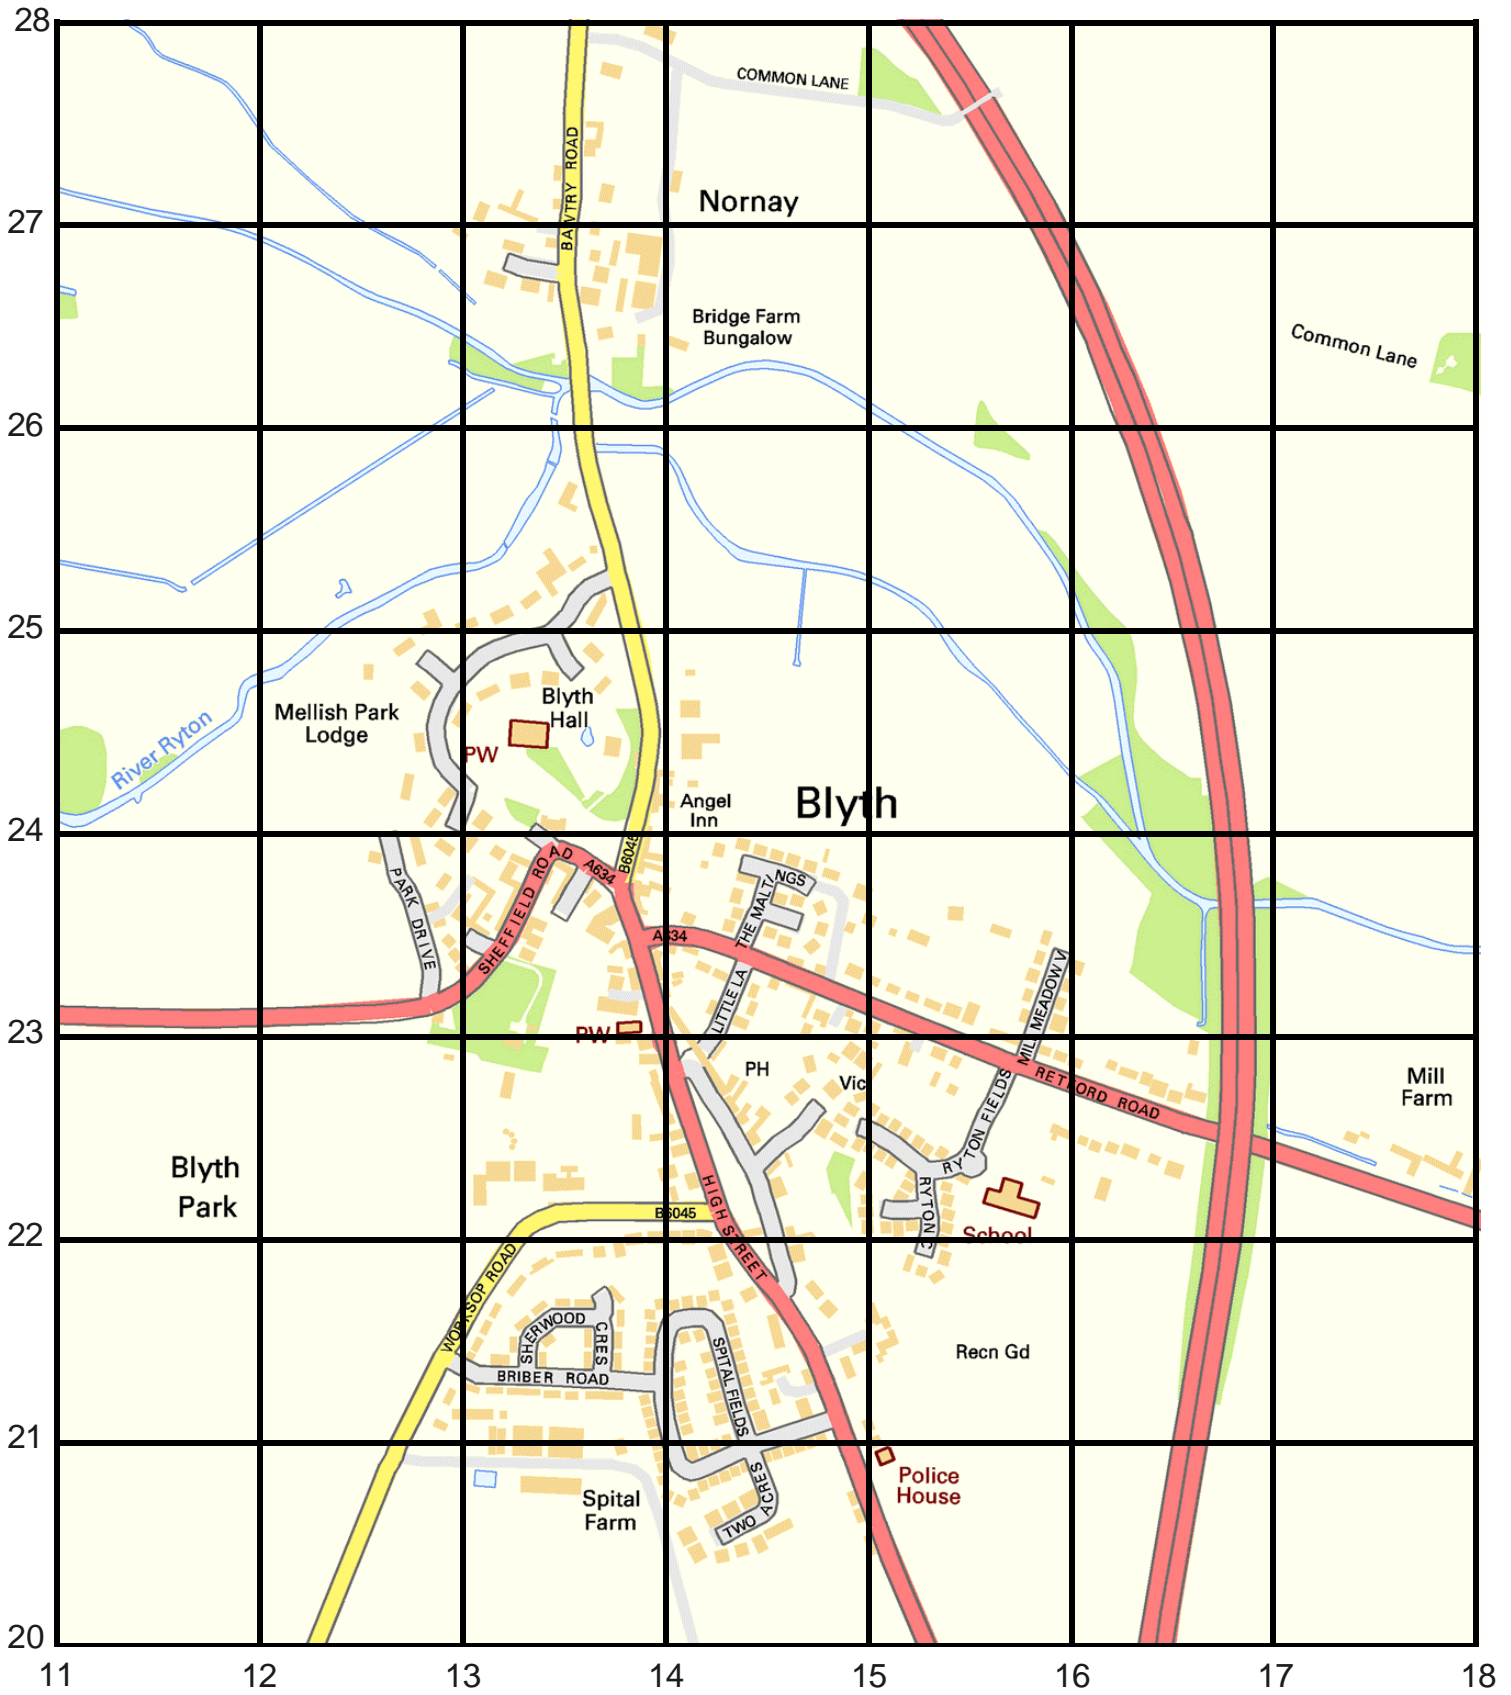 28
COMMON LANE
BAWTRY ROAD
Nornay
27
Bridge Farm
Bungalow
Common Lane
26
25
Mellish Park
Lodge
Blyth
Hall
PW
River Ryton
Angel
Inn
Blyth
24
B6045
SHEFFIELD ROAD
A634
PARK DRIVE
THE MALTINGS
A634
LITTLE LA
MILL MEADOW V
PW
23
PH
Vic
RETFORD ROAD
Mill
Farm
RYTON FIELDS
Blyth
Park
RYTON C
School
B6045
HIGH STREET
22
WORKSOP ROAD
SHERWOOD CRES
SPITAL FIELDS
Recn Gd
BRIBER ROAD
21
Police
House
Spital
Farm
TWO ACRES
20
11 12 13 14 15 16 17 18